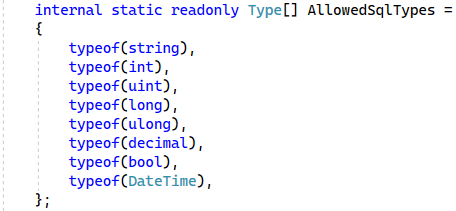 internal static readonly Type[] AllowedSqlTypes =
{
typeof(string),
typeof(int),
typeof(uint),
typeof(long),
typeof(ulong),
typeof(decimal),
typeof(bool),
typeof(DateTime),
};